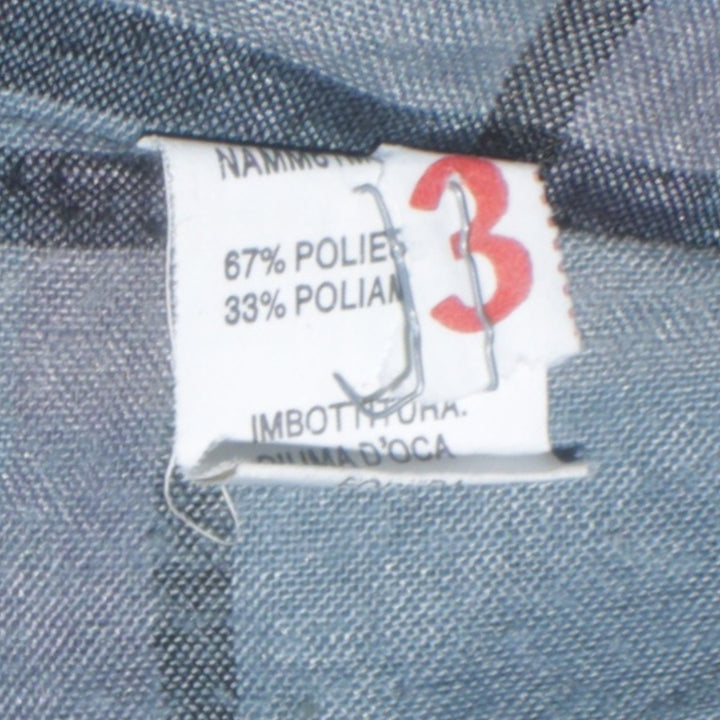 3
67% POLIES
33% POLIAM
IMBOTTITURA:
PIUMA D'OCA